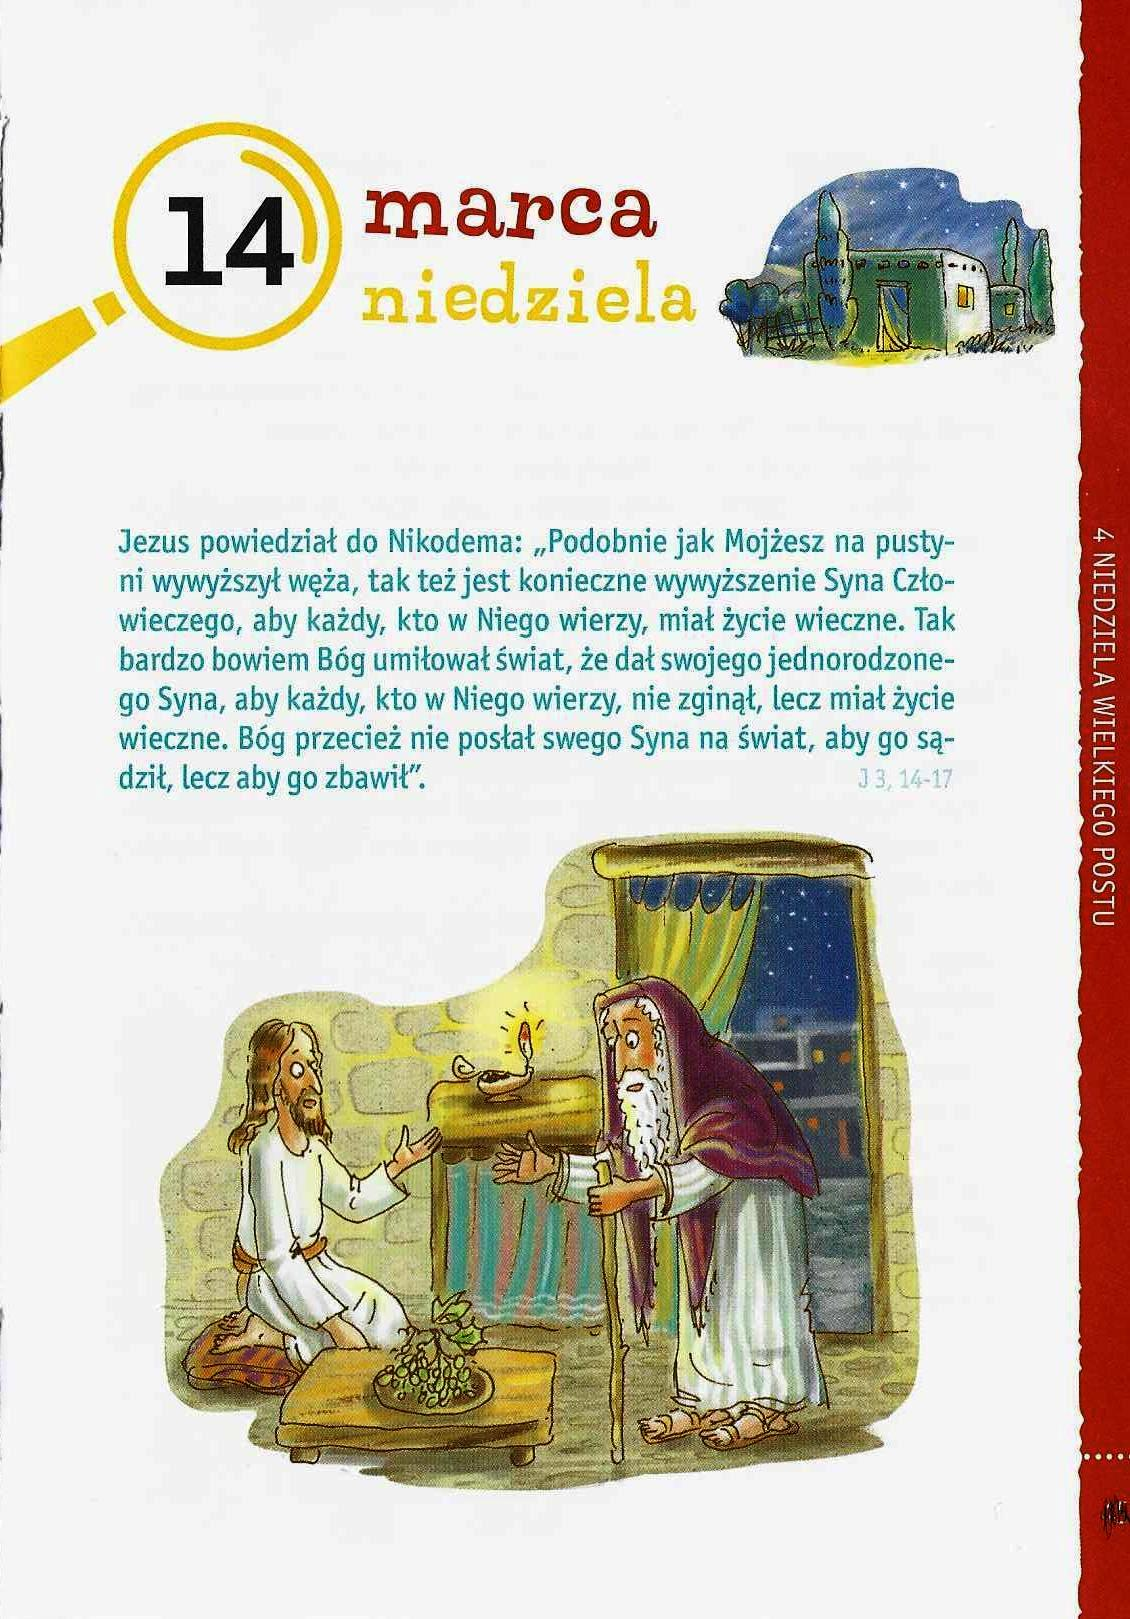 14
marca
niedziela
Jezus powiedział do Nikodema: „Podobnie jak Mojżesz na pusty-
ni wywyższył węża, tak też jest konieczne wywyższenie Syna Czło-
wieczego, aby każdy, kto w Niego wierzy, miał życie wieczne. Tak
bardzo bowiem Bóg umiłował świat, że dał swojego jednorodzone-
go Syna, aby każdy, kto w Niego wierzy, nie zginął, lecz miał życie
wieczne. Bóg przecież nie posłał swego Syna na świat, aby go są-
dził, lecz aby go zbawił”.
J 3, 14-17
4 NIEDZIELA WIELKIEGO POSTU